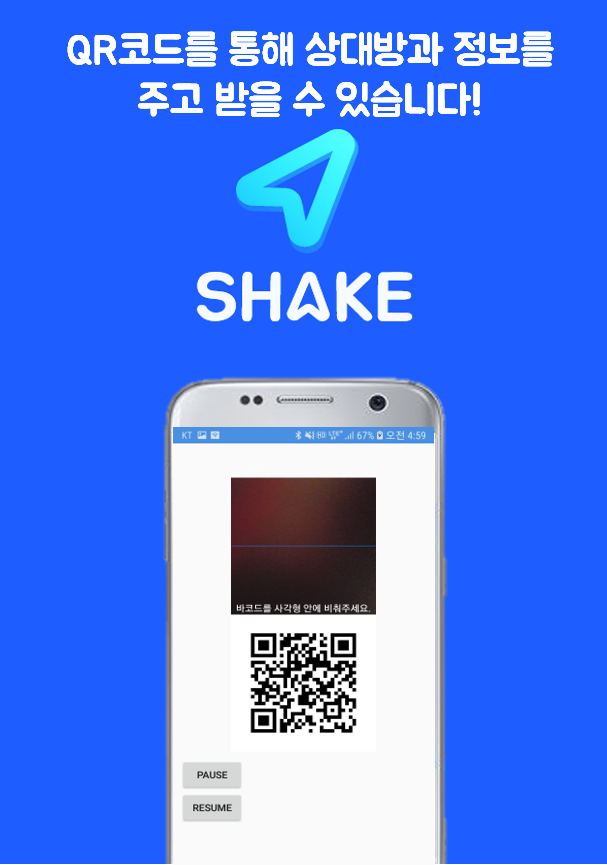 QR코드를 통해 상대방과 정보를
주고 받을 수 있습니다!
SHAKE
KT 67% 오전 4:59
바코드를 사각형 안에 비춰주세요.
PAUSE
RESUME